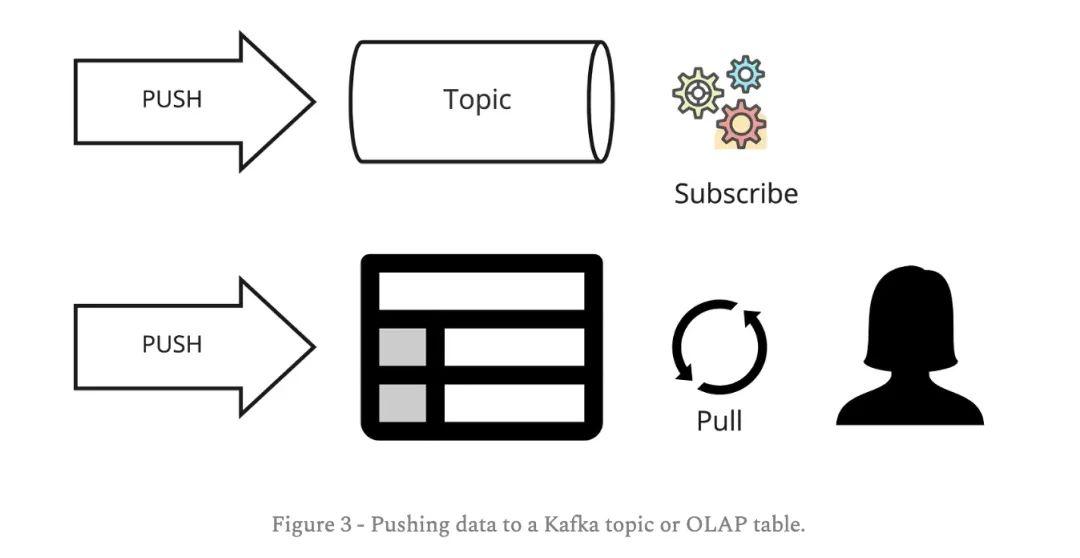 PUSH
Topic
Subscribe
PUSH
Pull
Figure 3 - Pushing data to a Kafka topic or OLAP table.